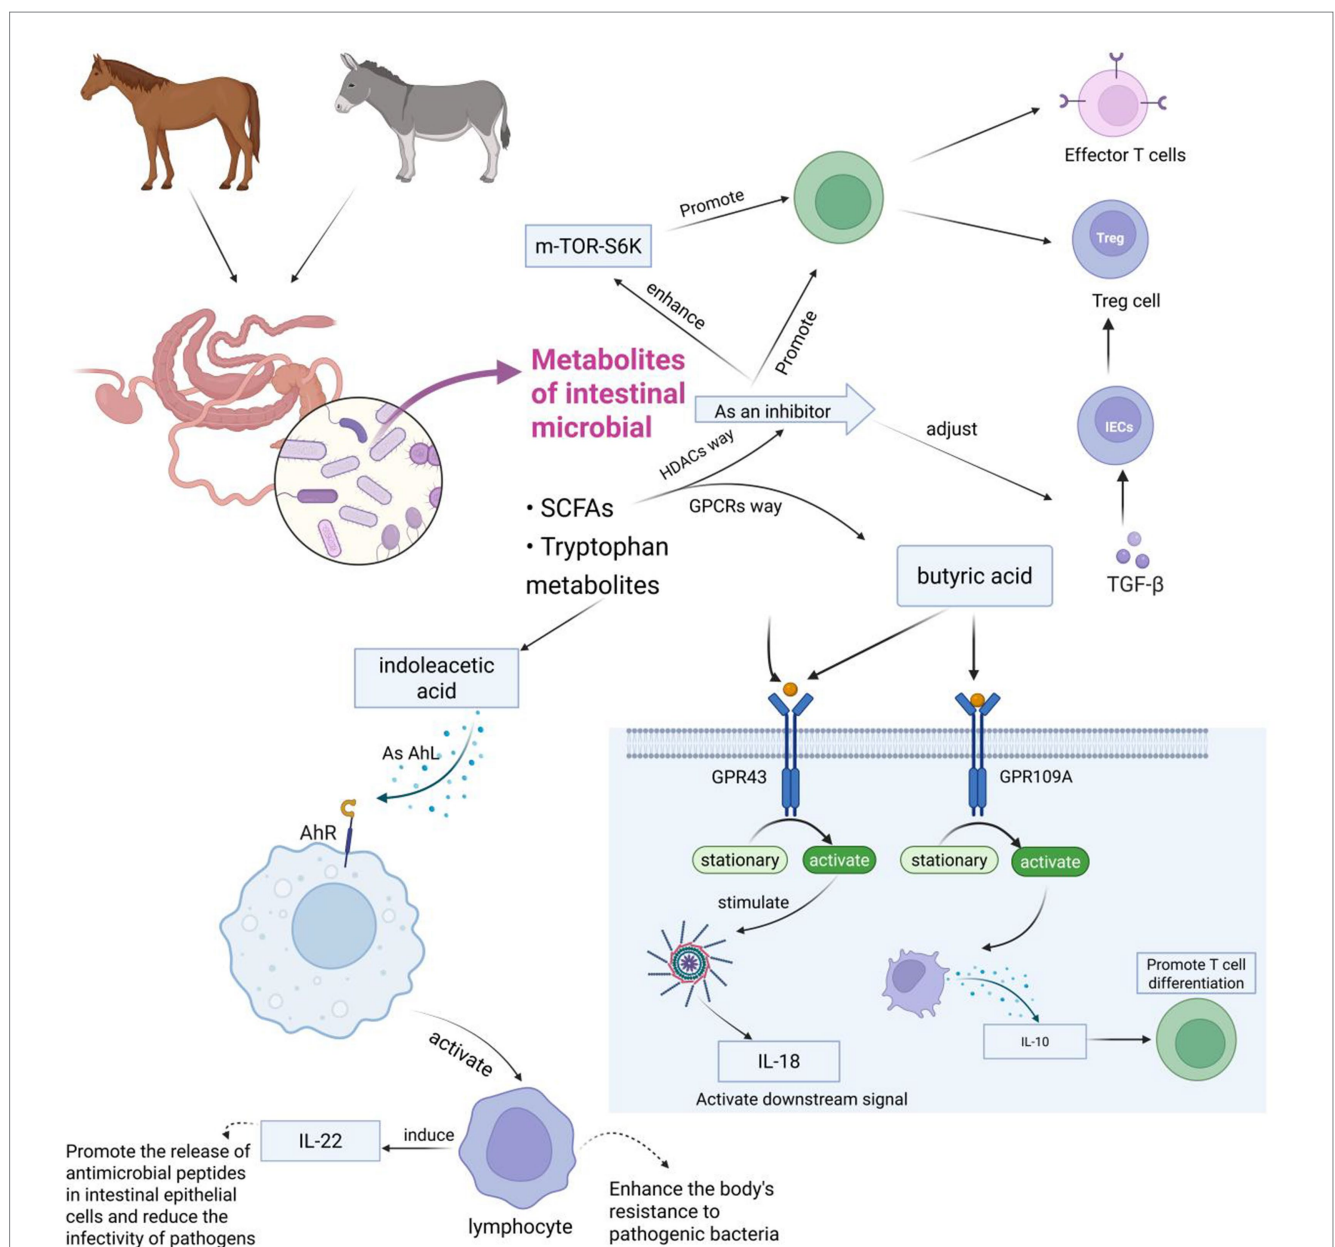 Effector T cells
Promote
m-TOR-S6K
Treg
Treg cell
enhance
Promote
Metabolites
of intestinal
microbial
As an inhibitor
adjust
IECs
HDACs way
GPCRs way
• SCFAs
• Tryptophan
metabolites
butyric acid
TGF-β
indoleacetic
acid
As AhL
AhR
GPR43
GPR109A
stationary
activate
stationary
activate
stimulate
Promote T cell
differentiation
IL-10
IL-18
Activate downstream signal
activate
IL-22
induce
Promote the release of
antimicrobial peptides
in intestinal epithelial
cells and reduce the
infectivity of pathogens
lymphocyte
Enhance the body's
resistance to
pathogenic bacteria